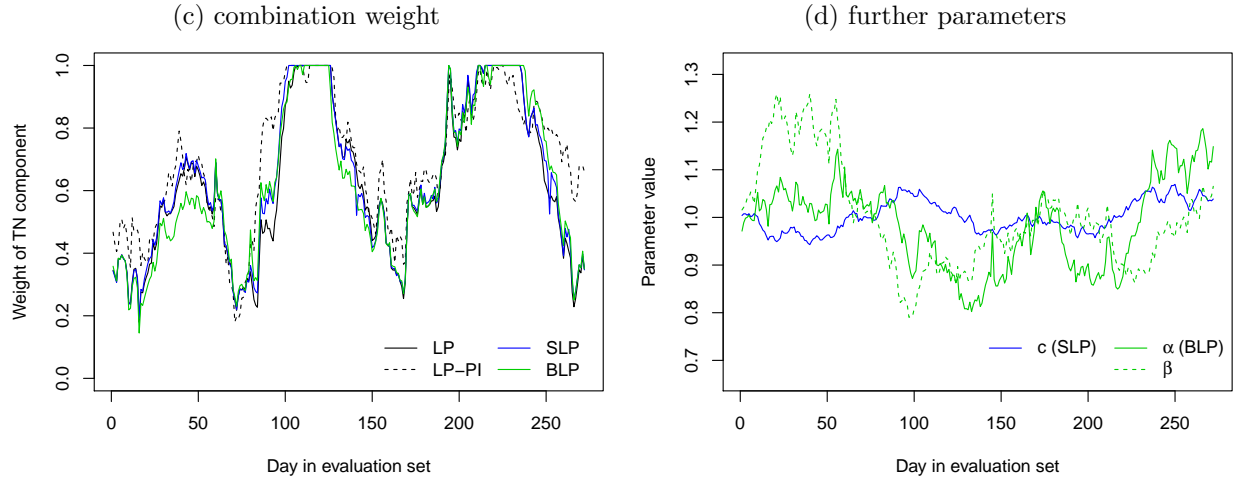 (c) combination weight
Weight of TN component
1.0
0.8
0.6
0.4
0.2
0.0
LP
LP−PI
SLP
BLP
0 50 100 150 200 250
Day in evaluation set
(d) further parameters
Parameter value
1.3
1.2
1.1
1.0
0.9
0.8
0.7
c (SLP)
α (BLP)
β
0 50 100 150 200 250
Day in evaluation set